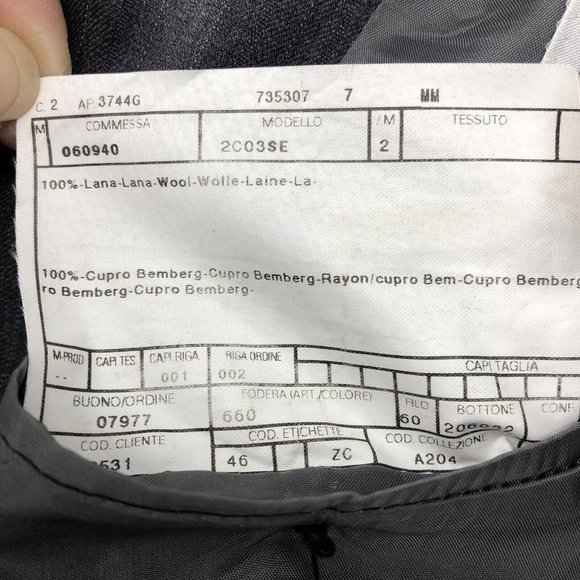 C. 2 AP 3744G 735307 7 MM
M COMMESSA MODELLO /M TESSUTO
060940 2C03SE 2
100%-Lana-Lana-Wool-Wolle-Laine-La-
100%-Cupro Bemberg-Cupro Bemberg-Rayon/cupro Bem-Cupro Bemberg
ro Bemberg-Cupro Bemberg-
M-PROD CAPI TES CAPI RIGA RIGA ORDINE CAPI TAGLIA
-- 001 002
BUONO/ORDINE FODERA (ART./COLORE) FILO BOTTONE CONF
07977 660 60
COD. CLIENTE COD. ETICHETTE COD. COLLEZIONE
531 46 ZC A204